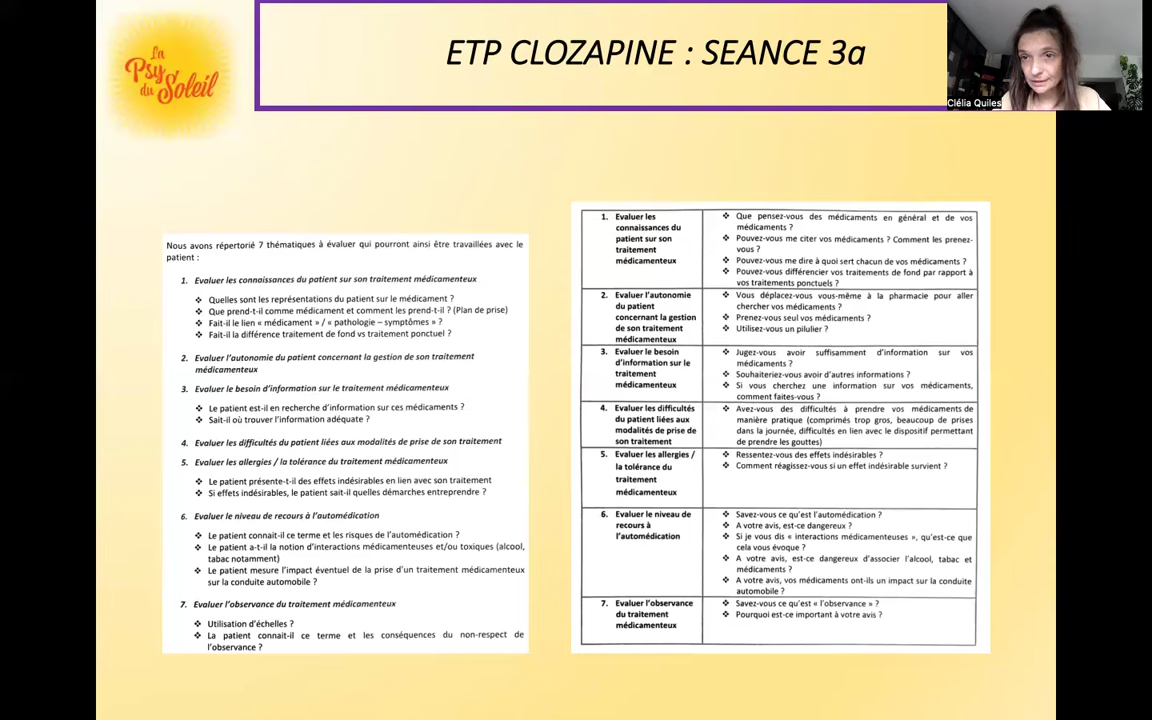 La
Psy
du Soleil
ETP CLOZAPINE : SEANCE 3a
Clélia Quiles
Nous avons répertorié 7 thématiques à évaluer qui pourront ainsi être travaillées avec le
patient :
1. Evaluer les connaissances du patient sur son traitement médicamenteux
❖ Quelles sont les représentations du patient sur le médicament ?
❖ Que prend-t-il comme médicament et comment les prend-t-il ? (Plan de prise)
❖ Fait-il le lien « médicament » / « pathologie – symptômes » ?
❖ Fait-il la différence traitement de fond vs traitement ponctuel ?
2. Evaluer l'autonomie du patient concernant la gestion de son traitement
médicamenteux
3. Evaluer le besoin d'information sur le traitement médicamenteux
❖ Le patient est-il en recherche d'information sur ces médicaments ?
❖ Sait-il où trouver l'information adéquate ?
4. Evaluer les difficultés du patient liées aux modalités de prise de son traitement
5. Evaluer les allergies / la tolérance du traitement médicamenteux
❖ Le patient présente-t-il des effets indésirables en lien avec son traitement
❖ Si effets indésirables, le patient sait-il quelles démarches entreprendre ?
6. Evaluer le niveau de recours à l'automédication
❖ Le patient connait-il ce terme et les risques de l'automédication ?
❖ Le patient a-t-il la notion d'interactions médicamenteuses et/ou toxiques (alcool,
tabac notamment)
❖ Le patient mesure l'impact éventuel de la prise d'un traitement médicamenteux
sur la conduite automobile ?
7. Evaluer l'observance du traitement médicamenteux
❖ Utilisation d'échelles ?
❖ La patient connait-il ce terme et les conséquences du non-respect de
l'observance ?
1. Evaluer les
connaissances du
patient sur son
traitement
médicamenteux
❖ Que pensez-vous des médicaments en général et de vos
médicaments ?
❖ Pouvez-vous me citer vos médicaments ? Comment les prenez-
vous ?
❖ Pouvez-vous me dire à quoi sert chacun de vos médicaments ?
❖ Pouvez-vous différencier vos traitements de fond par rapport à
vos traitements ponctuels ?
2. Evaluer l'autonomie
du patient
concernant la gestion
de son traitement
médicamenteux
❖ Vous déplacez-vous vous-même à la pharmacie pour aller
chercher vos médicaments ?
❖ Prenez-vous seul vos médicaments ?
❖ Utilisez-vous un pilulier ?
3. Evaluer le besoin
d'information sur le
traitement
médicamenteux
❖ Jugez-vous avoir suffisamment d'information sur vos
médicaments ?
❖ Souhaiteriez-vous avoir d'autres informations ?
❖ Si vous cherchez une information sur vos médicaments,
comment faites-vous ?
4. Evaluer les difficultés
du patient liées aux
modalités de prise de
son traitement
❖ Avez-vous des difficultés à prendre vos médicaments de
manière pratique (comprimés trop gros, beaucoup de prises
dans la journée, difficultés en lien avec le dispositif permettant
de prendre les gouttes)
5. Evaluer les allergies /
la tolérance du
traitement
médicamenteux
❖ Ressentez-vous des effets indésirables ?
❖ Comment réagissez-vous si un effet indésirable survient ?
6. Evaluer le niveau de
recours à
l'automédication
❖ Savez-vous ce qu'est l'automédication ?
❖ A votre avis, est-ce dangereux ?
❖ Si je vous dis « interactions médicamenteuses », qu'est-ce que
cela vous évoque ?
❖ A votre avis, est-ce dangereux d'associer l'alcool, tabac et
médicaments ?
❖ A votre avis, vos médicaments ont-ils un impact sur la conduite
automobile ?
7. Evaluer l'observance
du traitement
médicamenteux
❖ Savez-vous ce qu'est « l'observance » ?
❖ Pourquoi est-ce important à votre avis ?